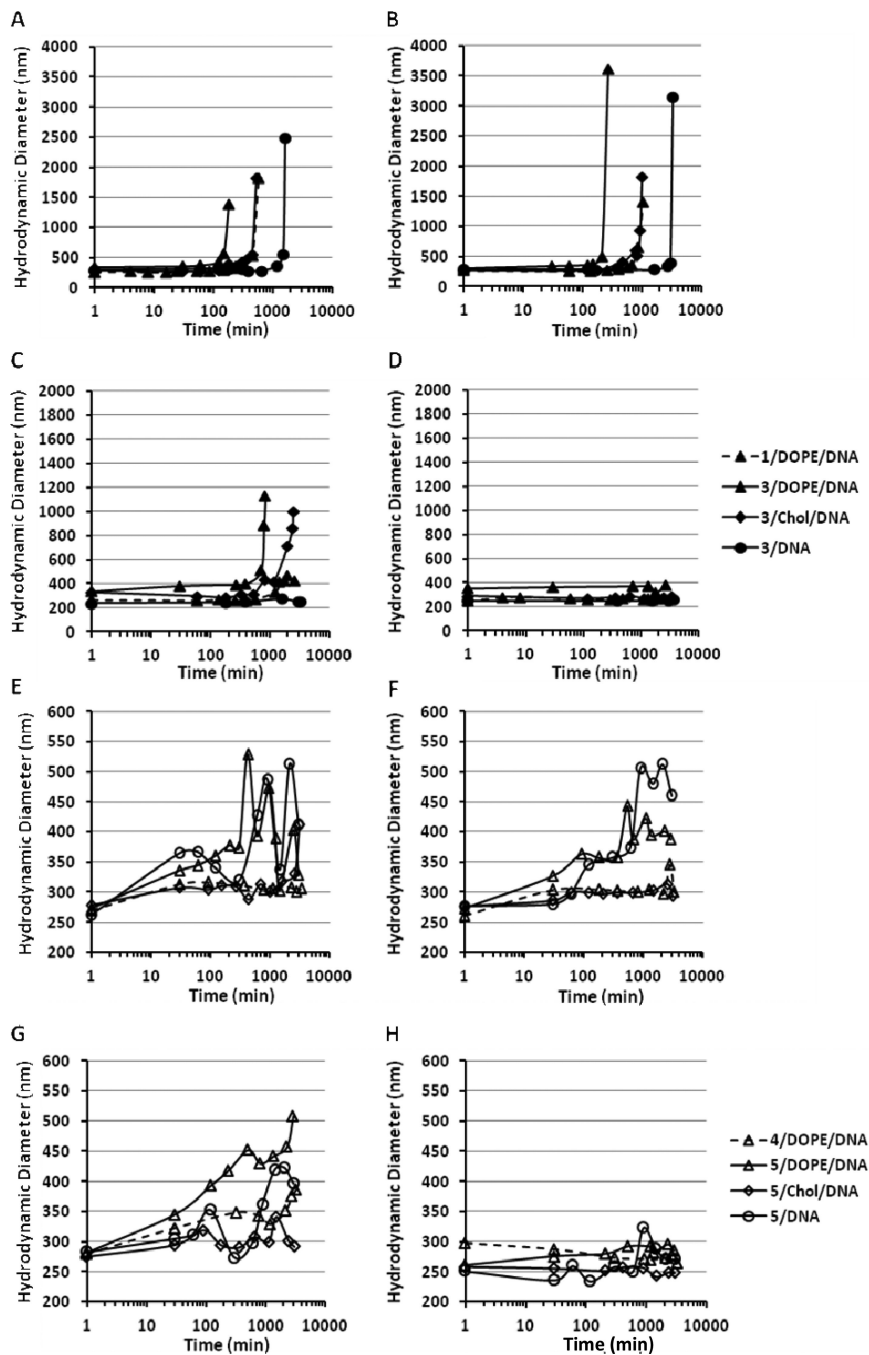 A
B
Hydrodynamic Diameter (nm)
4000
3500
3000
2500
2000
1500
1000
500
0
1 10 100 1000 10000
Time (min)
Hydrodynamic Diameter (nm)
4000
3500
3000
2500
2000
1500
1000
500
0
1 10 100 1000 10000
Time (min)
C
D
Hydrodynamic Diameter (nm)
2000
1800
1600
1400
1200
1000
800
600
400
200
0
1 10 100 1000 10000
Time (min)
Hydrodynamic Diameter (nm)
2000
1800
1600
1400
1200
1000
800
600
400
200
0
1 10 100 1000 10000
Time (min)
1/DOPE/DNA
3/DOPE/DNA
3/Chol/DNA
3/DNA
E
F
Hydrodynamic Diameter (nm)
600
550
500
450
400
350
300
250
200
1 10 100 1000 10000
Time (min)
Hydrodynamic Diameter (nm)
600
550
500
450
400
350
300
250
200
1 10 100 1000 10000
Time (min)
G
H
Hydrodynamic Diameter (nm)
600
550
500
450
400
350
300
250
200
1 10 100 1000 10000
Time (min)
Hydrodynamic Diameter (nm)
600
550
500
450
400
350
300
250
200
1 10 100 1000 10000
Time (min)
4/DOPE/DNA
5/DOPE/DNA
5/Chol/DNA
5/DNA